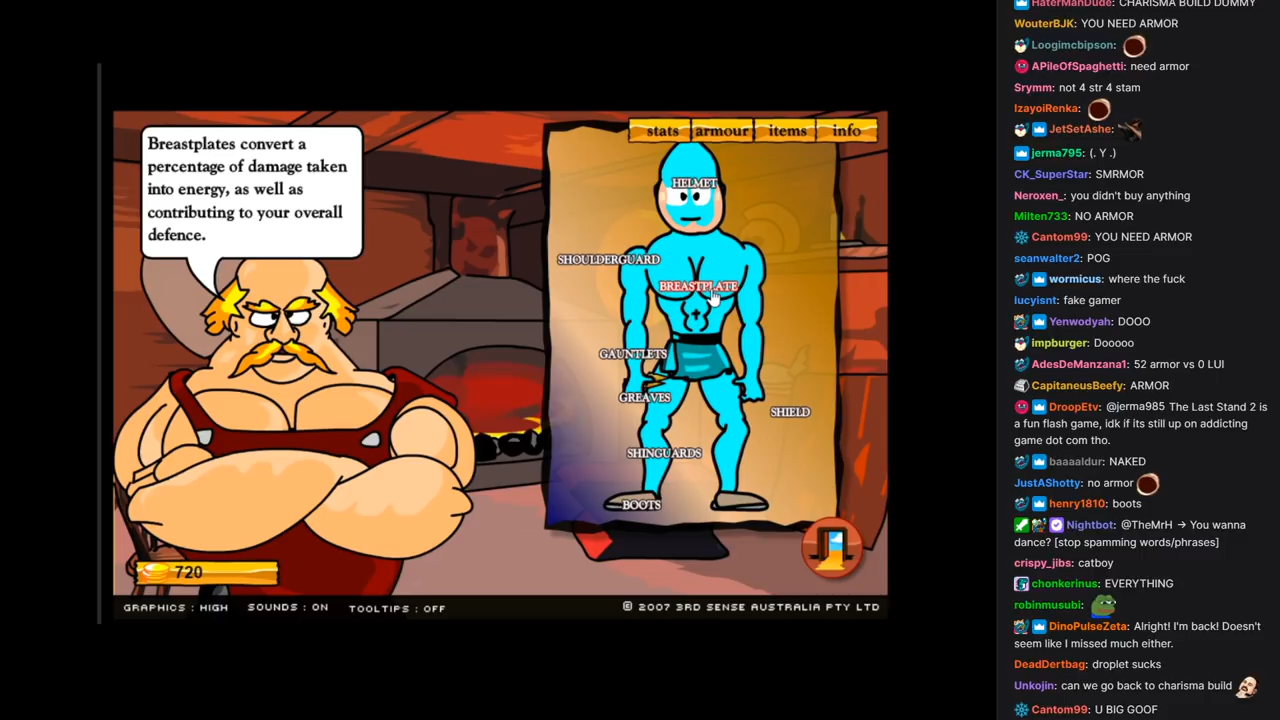 Breastplates convert a
percentage of damage taken
into energy, as well as
contributing to your overall
defence.
stats
armour
items
info
HELMET
SHOULDERGUARD
BREASTPLATE
GAUNTLETS
GREAVES
SHIELD
SHINGUARDS
BOOTS
720
GRAPHICS : HIGH
SOUNDS : ON
TOOLTIPS : OFF
© 2007 3RD SENSE AUSTRALIA PTY LTD
HaterManDude: CHARISMA BUILD DUMMY
WouterBJK: YOU NEED ARMOR
Loogimcbipson:
APileOfSpaghetti: need armor
Srymm: not 4 str 4 stam
IzayoiRenka:
JetSetAshe:
jerma795: (. Y .)
CK_SuperStar: SMRMOR
Neroxen_: you didn't buy anything
Milten733: NO ARMOR
Cantom99: YOU NEED ARMOR
seanwalter2: POG
wormicus: where the fuck
lucyisnt: fake gamer
Yenwodyah: DOOO
impburger: Dooooo
AdesDeManzana1: 52 armor vs 0 LUl
CapitaneusBeefy: ARMOR
DroopEtv: @jerma985 The Last Stand 2 is
a fun flash game, idk if its still up on addicting
game dot com tho.
baaaaldur: NAKED
JustAShotty: no armor
henry1810: boots
Nightbot: @TheMrH -> You wanna
dance? [stop spamming words/phrases]
crispy_jibs: catboy
chonkerinus: EVERYTHING
robinmusubi:
DinoPulseZeta: Alright! I'm back! Doesn't
seem like I missed much either.
DeadDertbag: droplet sucks
Unkojin: can we go back to charisma build
Cantom99: U BIG GOOF